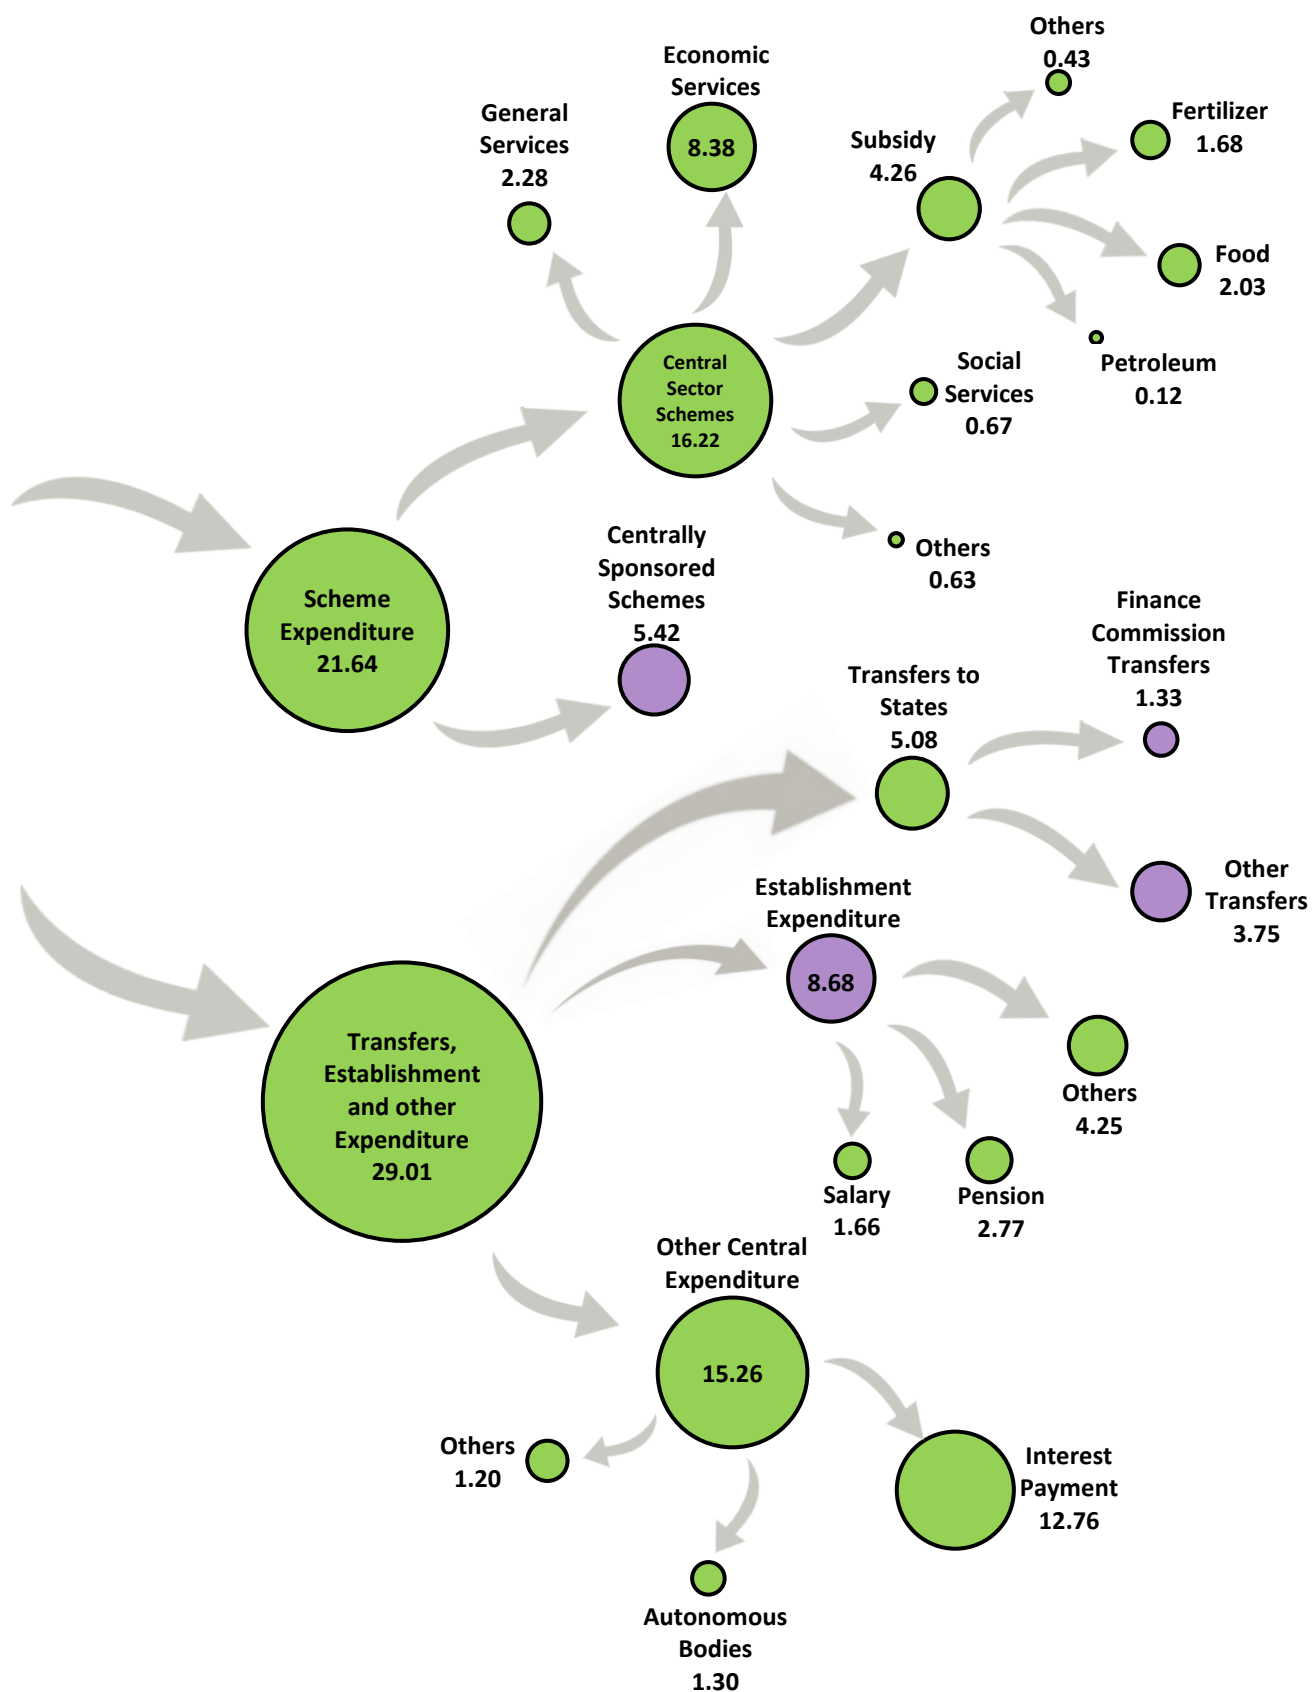 Others
0.43
Economic
Services
8.38
General
Services
2.28
Subsidy
4.26
Fertilizer
1.68
Food
2.03
Petroleum
0.12
Central
Sector
Schemes
16.22
Social
Services
0.67
Others
0.63
Scheme
Expenditure
21.64
Centrally
Sponsored
Schemes
5.42
Finance
Commission
Transfers
1.33
Transfers to
States
5.08
Other
Transfers
3.75
Establishment
Expenditure
8.68
Others
4.25
Salary
1.66
Pension
2.77
Transfers,
Establishment
and other
Expenditure
29.01
Other Central
Expenditure
15.26
Others
1.20
Interest
Payment
12.76
Autonomous
Bodies
1.30